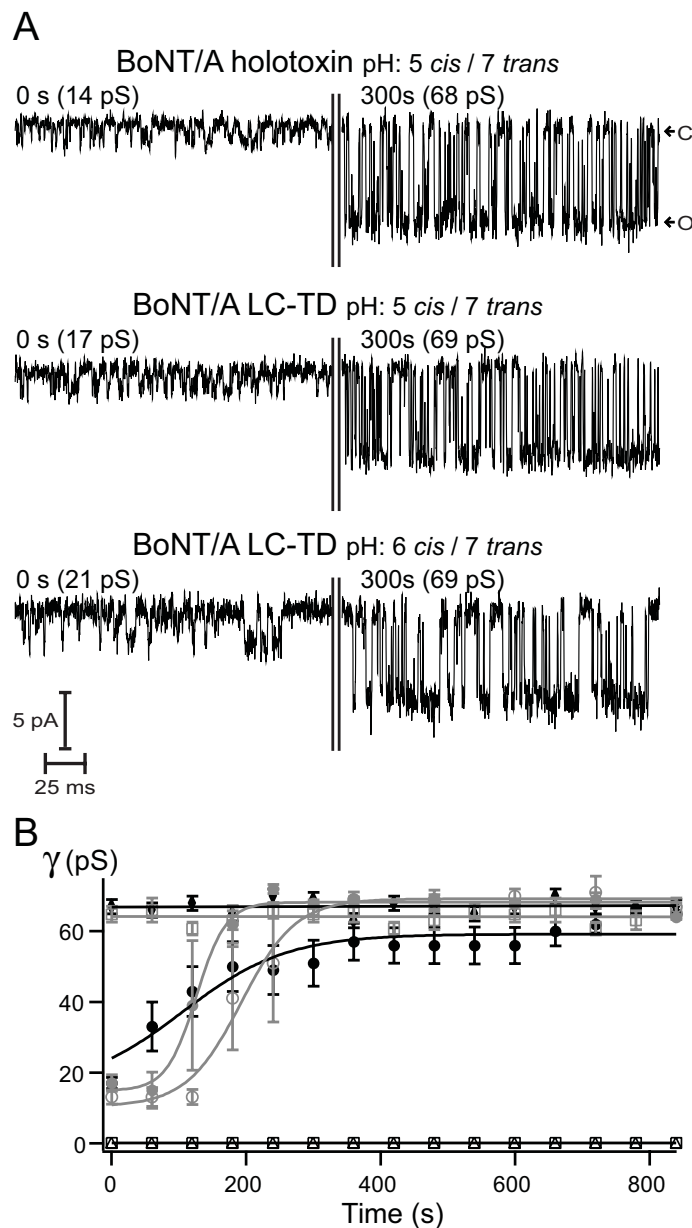 A
BoNT/A holotoxin pH: 5 cis / 7 trans
0 s (14 pS) 300s (68 pS)
C
O
BoNT/A LC-TD pH: 5 cis / 7 trans
0 s (17 pS) 300s (69 pS)
BoNT/A LC-TD pH: 6 cis / 7 trans
0 s (21 pS) 300s (69 pS)
5 pA
25 ms
B
γ (pS)
60
40
20
0
0 200 400 600 800
Time (s)